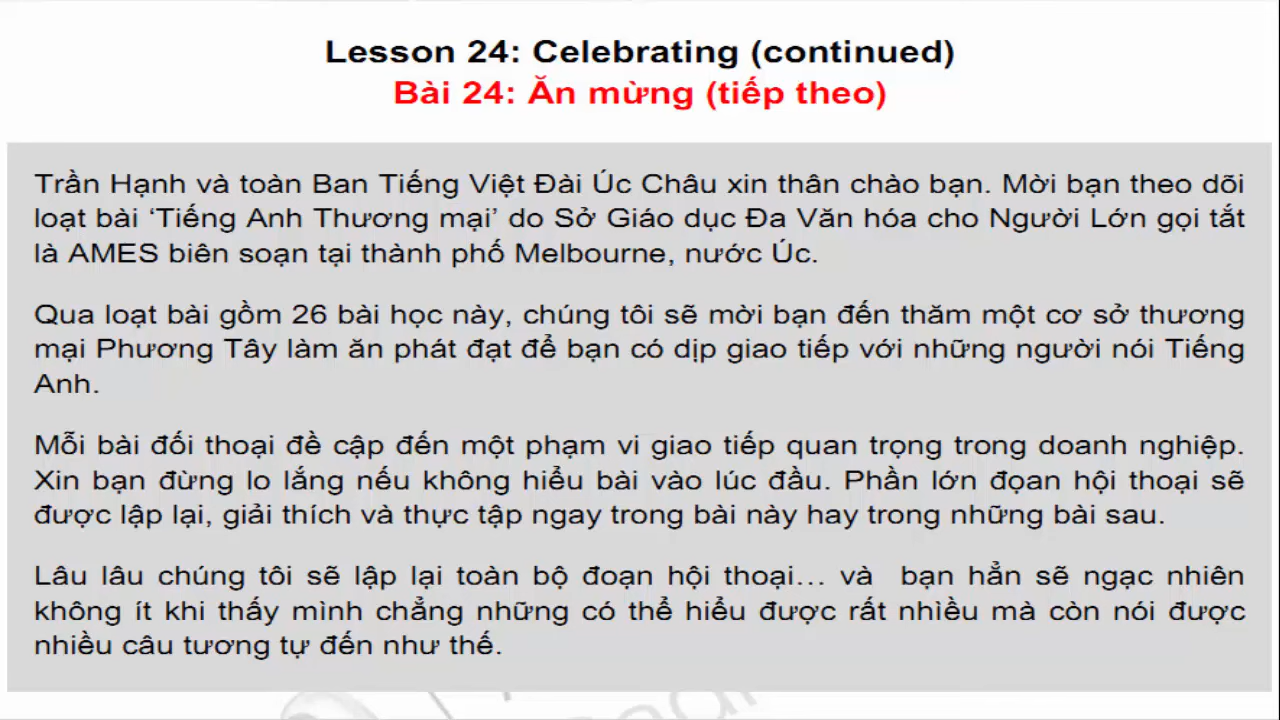 Lesson 24: Celebrating (continued)
Bài 24: Ăn mừng (tiếp theo)
Trần Hạnh và toàn Ban Tiếng Việt Đài Úc Châu xin thân chào bạn. Mời bạn theo dõi
loạt bài ‘Tiếng Anh Thương mại’ do Sở Giáo dục Đa Văn hóa cho Người Lớn gọi tắt
là AMES biên soạn tại thành phố Melbourne, nước Úc.
Qua loạt bài gồm 26 bài học này, chúng tôi sẽ mời bạn đến thăm một cơ sở thương
mại Phương Tây làm ăn phát đạt để bạn có dịp giao tiếp với những người nói Tiếng
Anh.
Mỗi bài đối thoại đề cập đến một phạm vi giao tiếp quan trọng trong doanh nghiệp.
Xin bạn đừng lo lắng nếu không hiểu bài vào lúc đầu. Phần lớn đọan hội thoại sẽ
được lập lại, giải thích và thực tập ngay trong bài này hay trong những bài sau.
Lâu lâu chúng tôi sẽ lập lại toàn bộ đoạn hội thoại… và bạn hẳn sẽ ngạc nhiên
không ít khi thấy mình chẳng những có thể hiểu được rất nhìều mà còn nói được
nhiều câu tương tự đến như thế.